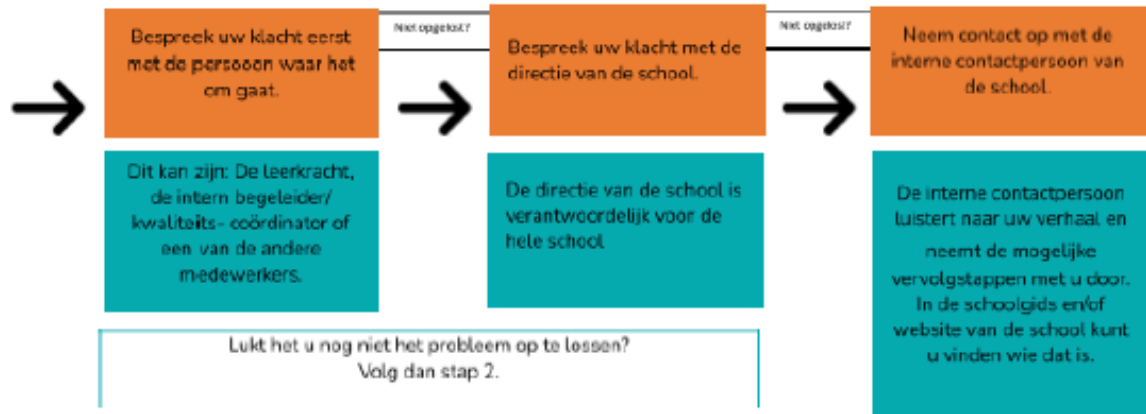 Bespreek uw klacht eerst
met de persoon waar het
om gaat.
Niet opgelost?
Bespreek uw klacht met de
directie van de school.
Niet opgelost?
Neem contact op met de
interne contactpersoon van
de school.
Dit kan zijn: De leerkracht,
de intern begeleider/
kwaliteits- coördinator of
een van de andere
medewerkers.
De directie van de school is
verantwoordelijk voor de
hele school
De interne contactpersoon
luistert naar uw verhaal en
neemt de mogelijke
vervolgstappen met u door.
In de schoolgids en/of
website van de school kunt
u vinden wie dat is.
Lukt het u nog niet het probleem op te lossen?
Volg dan stap 2.